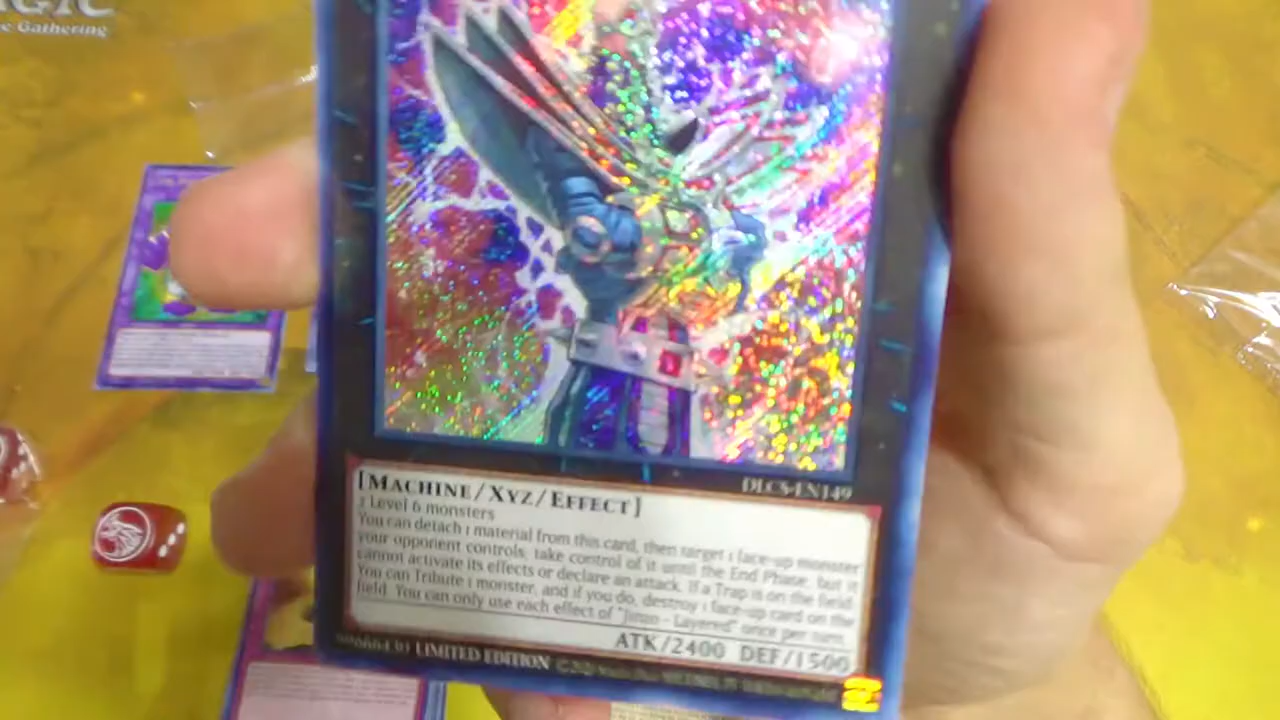 e Gathering
DLCS-EN149
[MACHINE/XYZ/EFFECT]
2 Level 6 monsters
You can detach 1 material from this card, then target 1 face-up monster
your opponent controls; take control of it until the End Phase, but it
cannot activate its effects or declare an attack. If a Trap is on the field:
You can Tribute 1 monster, and if you do, destroy 1 face-up card on the
field. You can only use each effect of "Jinzo - Layered" once per turn.
ATK/2400 DEF/1500
LIMITED EDITION